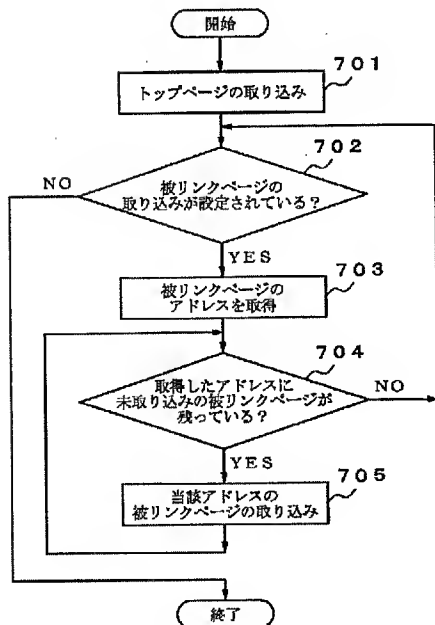 開始
701
トップページの取り込み
702
NO
被リンクページの
取り込みが設定されている？
YES
703
被リンクページの
アドレスを取得
704
取得したアドレスに
未取り込みの被リンクページが
残っている？
NO
YES
705
当該アドレスの
被リンクページの取り込み
終了